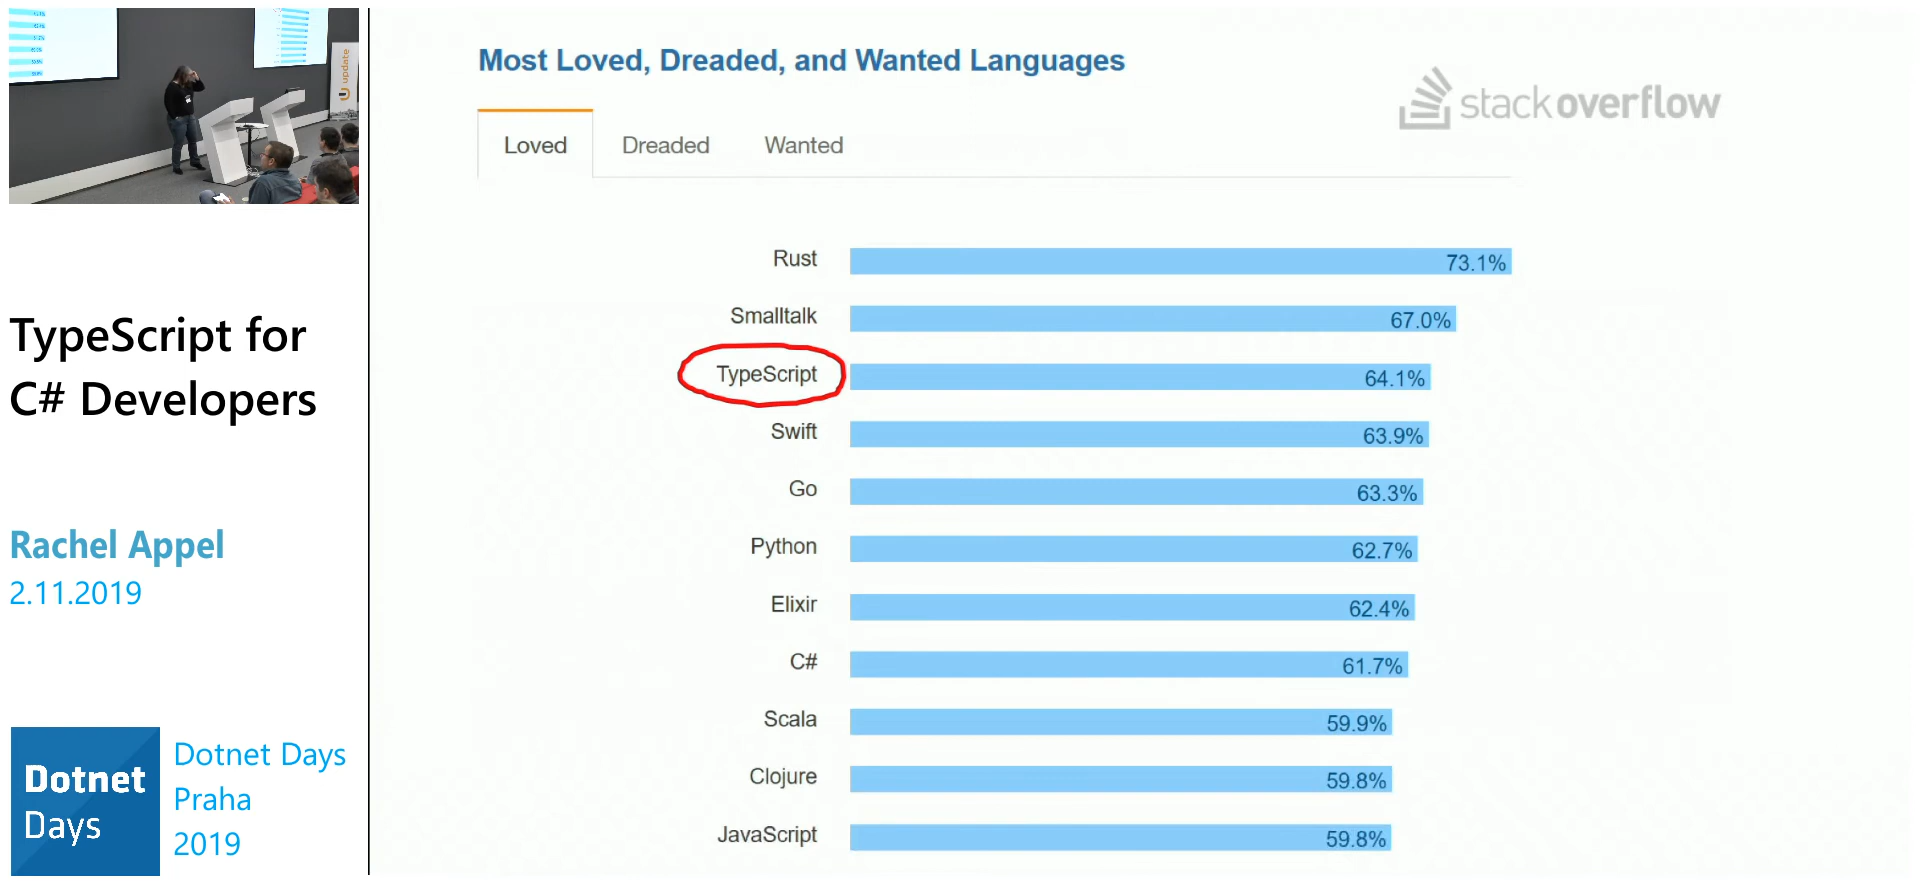 update
TypeScript for
C# Developers
Rachel Appel
2.11.2019
Dotnet
Days
Dotnet Days
Praha
2019
Most Loved, Dreaded, and Wanted Languages
stackoverflow
Loved Dreaded Wanted
Rust 73.1%
Smalltalk 67.0%
TypeScript 64.1%
Swift 63.9%
Go 63.3%
Python 62.7%
Elixir 62.4%
C# 61.7%
Scala 59.9%
Clojure 59.8%
JavaScript 59.8%